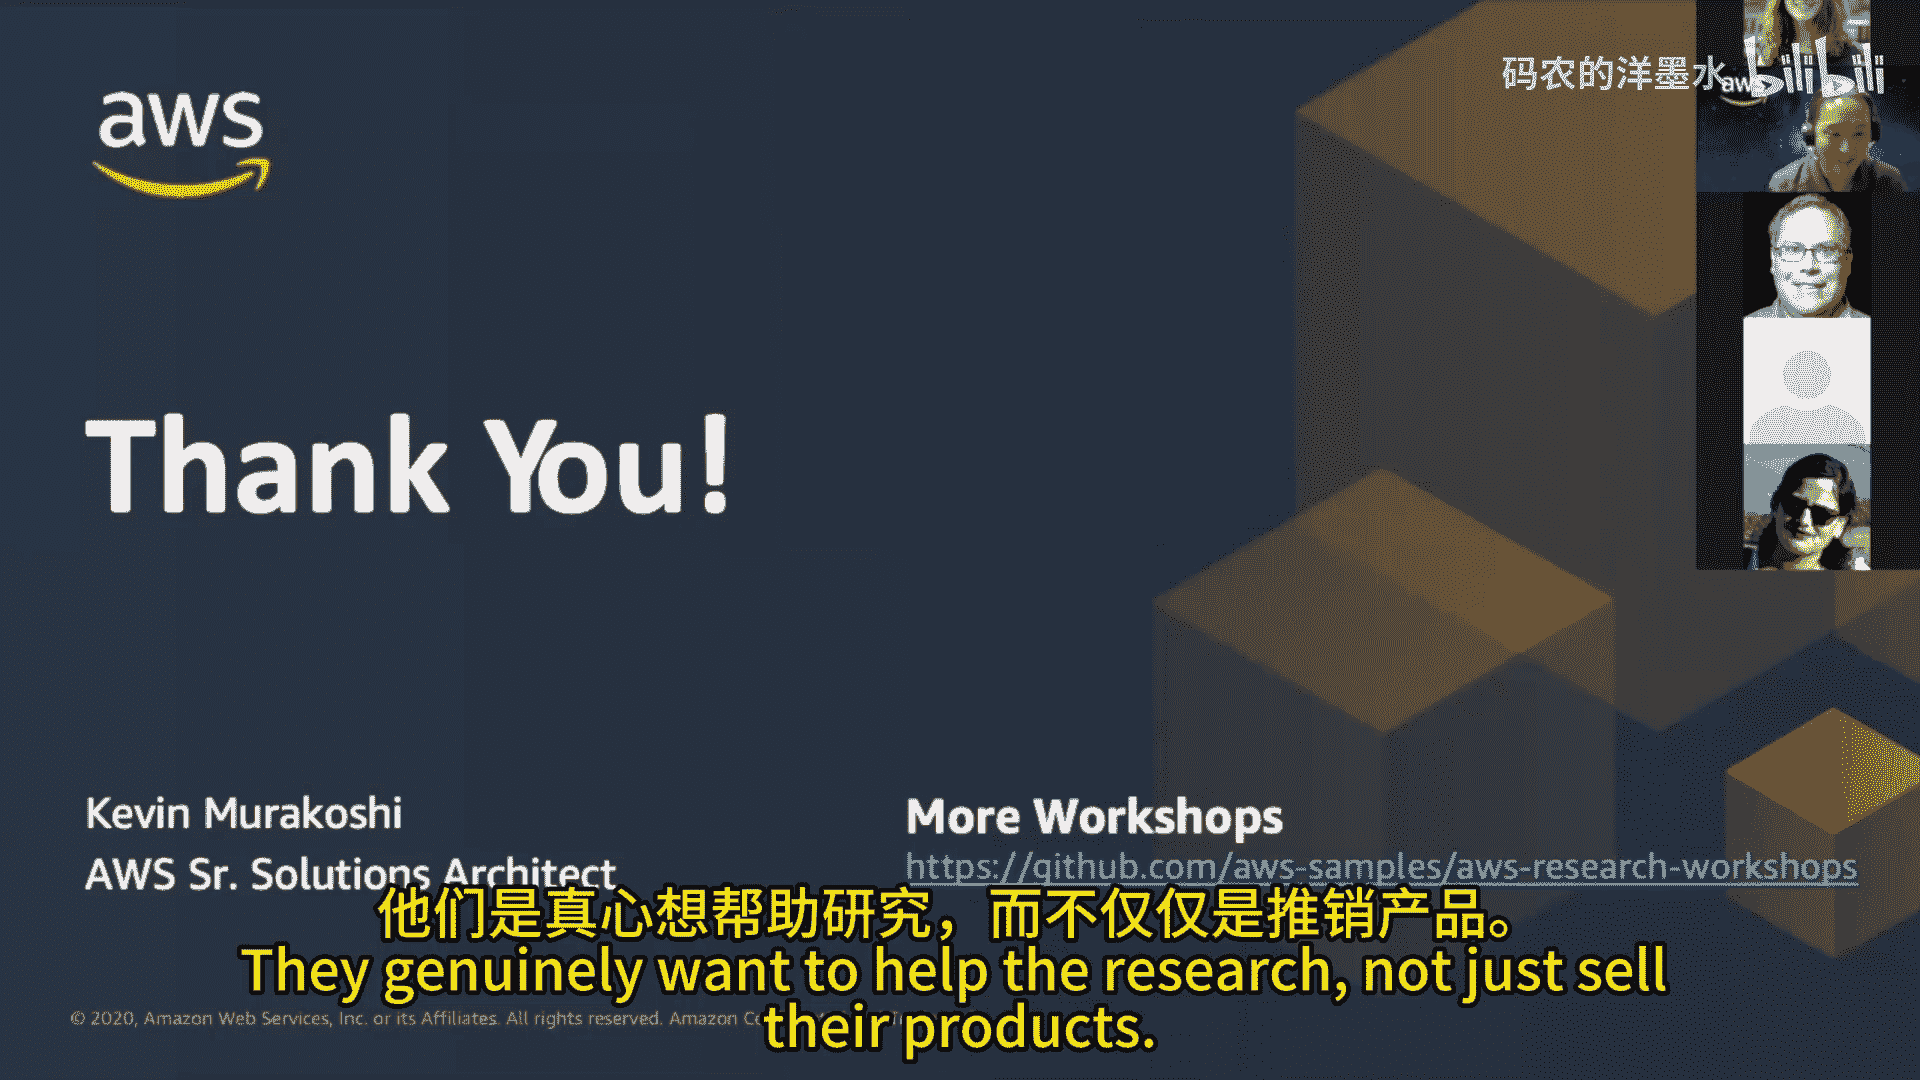 码农的洋墨水
bilibili
aws
aws
Thank You!
Kevin Murakoshi
AWS Sr. Solutions Architect
More Workshops
https://github.com/aws-samples/aws-research-workshops
他们是真心想帮助研究，而不仅仅是推销产品。
They genuinely want to help the research, not just sell
their products.
© 2020, Amazon Web Services, Inc. or its Affiliates. All rights reserved. Amazon